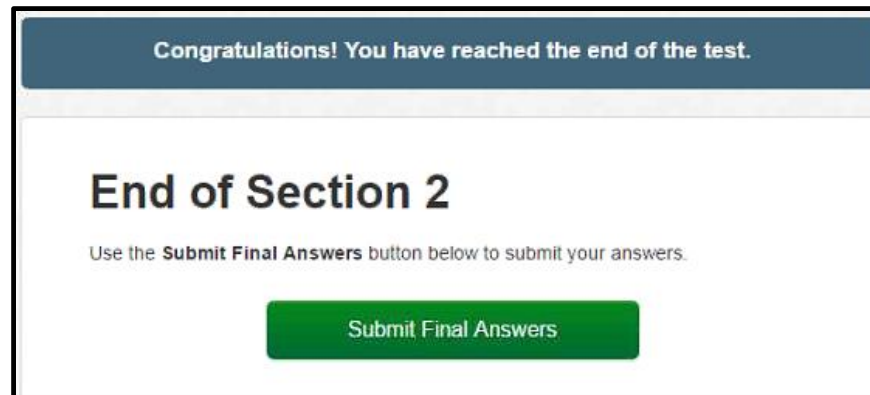 Congratulations! You have reached the end of the test.
End of Section 2
Use the Submit Final Answers button below to submit your answers.
Submit Final Answers